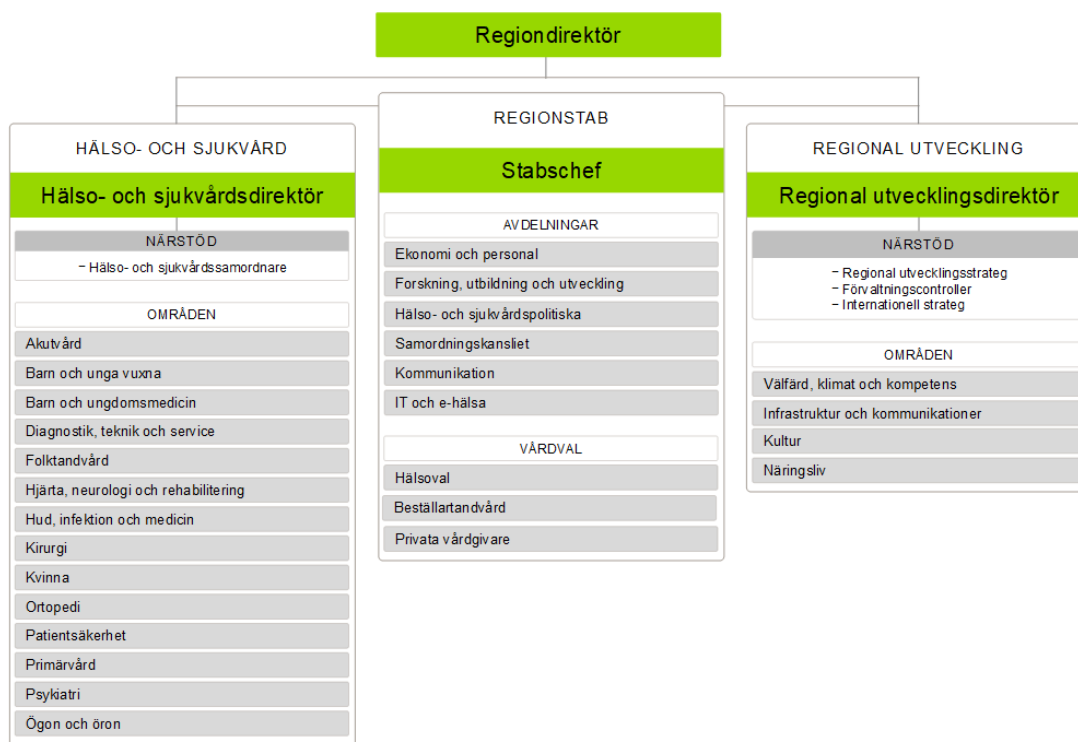 Regiondirektör
HÄLSO- OCH SJUKVÅRD
Hälso- och sjukvårdsdirektör
NÄRSTÖD
– Hälso- och sjukvårdssamordnare
OMRÅDEN
Akutvård
Barn och unga vuxna
Barn och ungdomsmedicin
Diagnostik, teknik och service
Folktandvård
Hjärta, neurologi och rehabilitering
Hud, infektion och medicin
Kirurgi
Kvinna
Ortopedi
Patientsäkerhet
Primärvård
Psykiatri
Ögon och öron
REGIONSTAB
Stabschef
AVDELNINGAR
Ekonomi och personal
Forskning, utbildning och utveckling
Hälso- och sjukvårdspolitiska
Samordningskansliet
Kommunikation
IT och e-hälsa
VÅRDVAL
Hälsoval
Beställartandvård
Privata vårdgivare
REGIONAL UTVECKLING
Regional utvecklingsdirektör
NÄRSTÖD
– Regional utvecklingsstrateg
– Förvaltningscontroller
– Internationell strateg
OMRÅDEN
Välfärd, klimat och kompetens
Infrastruktur och kommunikationer
Kultur
Näringsliv